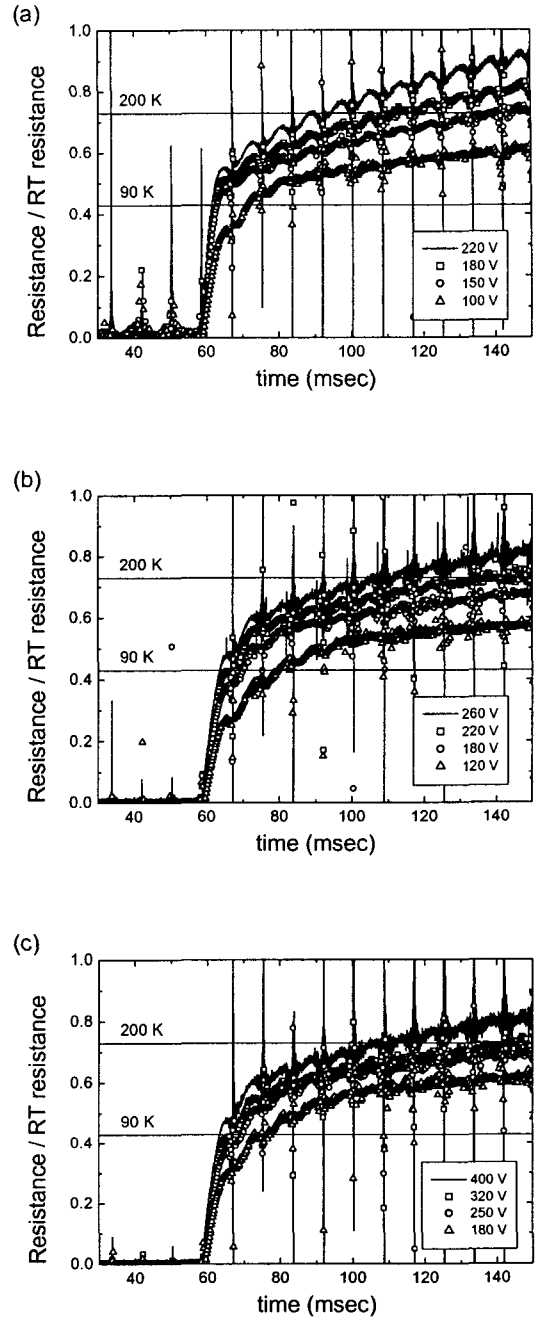 (a)
Resistance / RT resistance
1.0
0.8
0.6
0.4
0.2
0.0
200 K
90 K
220 V
180 V
150 V
100 V
40 60 80 100 120 140
time (msec)
(b)
Resistance / RT resistance
1.0
0.8
0.6
0.4
0.2
0.0
200 K
90 K
260 V
220 V
180 V
120 V
40 60 80 100 120 140
time (msec)
(c)
Resistance / RT resistance
1.0
0.8
0.6
0.4
0.2
0.0
200 K
90 K
400 V
320 V
250 V
180 V
40 60 80 100 120 140
time (msec)